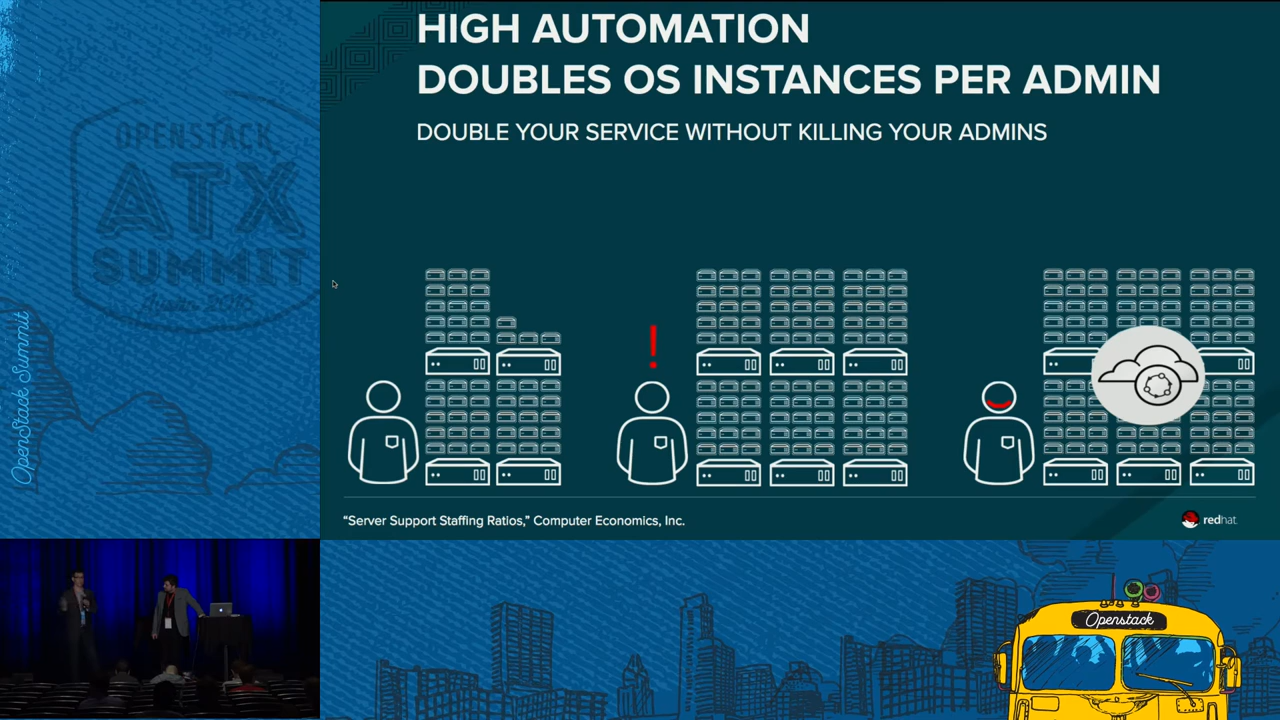 HIGH AUTOMATION
DOUBLES OS INSTANCES PER ADMIN
DOUBLE YOUR SERVICE WITHOUT KILLING YOUR ADMINS
!
“Server Support Staffing Ratios,” Computer Economics, Inc.
redhat.
OPENSTACK
ATX
SUMMIT
OpenStack Summit
Openstack